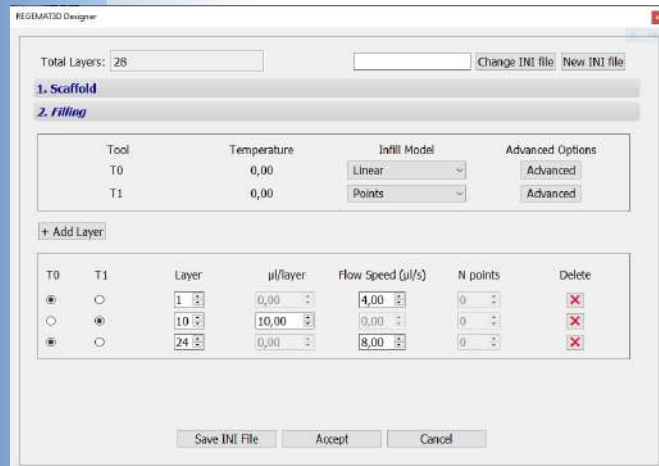 REGEMAT3D Designer
Total Layers: 28 Change INI file New INI file
1. Scaffold
2. Filling
Tool Temperature Infill Model Advanced Options
T0 0,00 Linear Advanced
T1 0,00 Points Advanced
+ Add Layer
T0 T1 Layer µl/layer Flow Speed (µl/s) N points Delete
1 0,00 4,00 0
10 10,00 0,00 0
24 0,00 8,00 0
Save INI File Accept Cancel